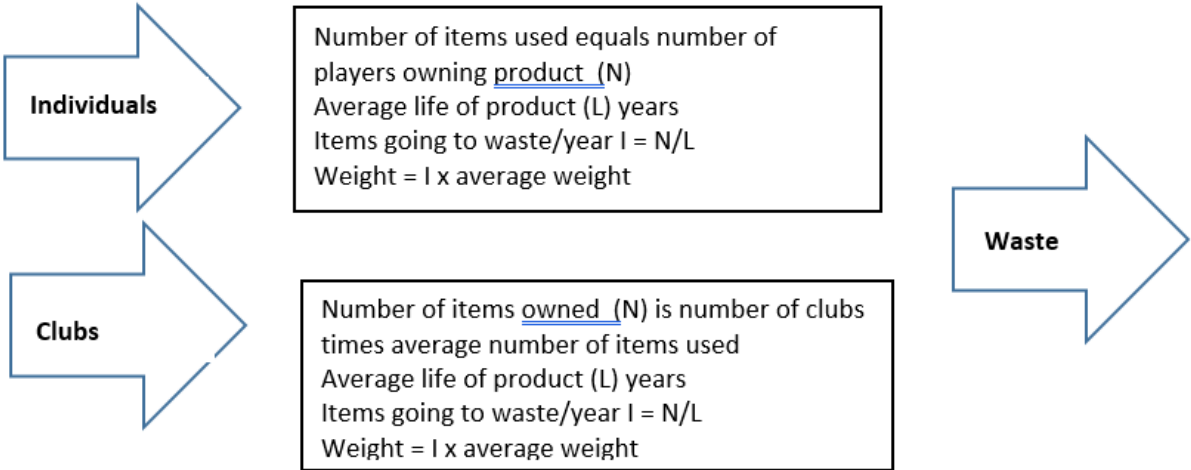 Individuals
Number of items used equals number of
players owning product  (N)
Average life of product (L) years
Items going to waste/year I = N/L
Weight = I x average weight
Waste
Clubs
Number of items owned  (N) is number of clubs
times average number of items used
Average life of product (L) years
Items going to waste/year I = N/L
Weight = I x average weight